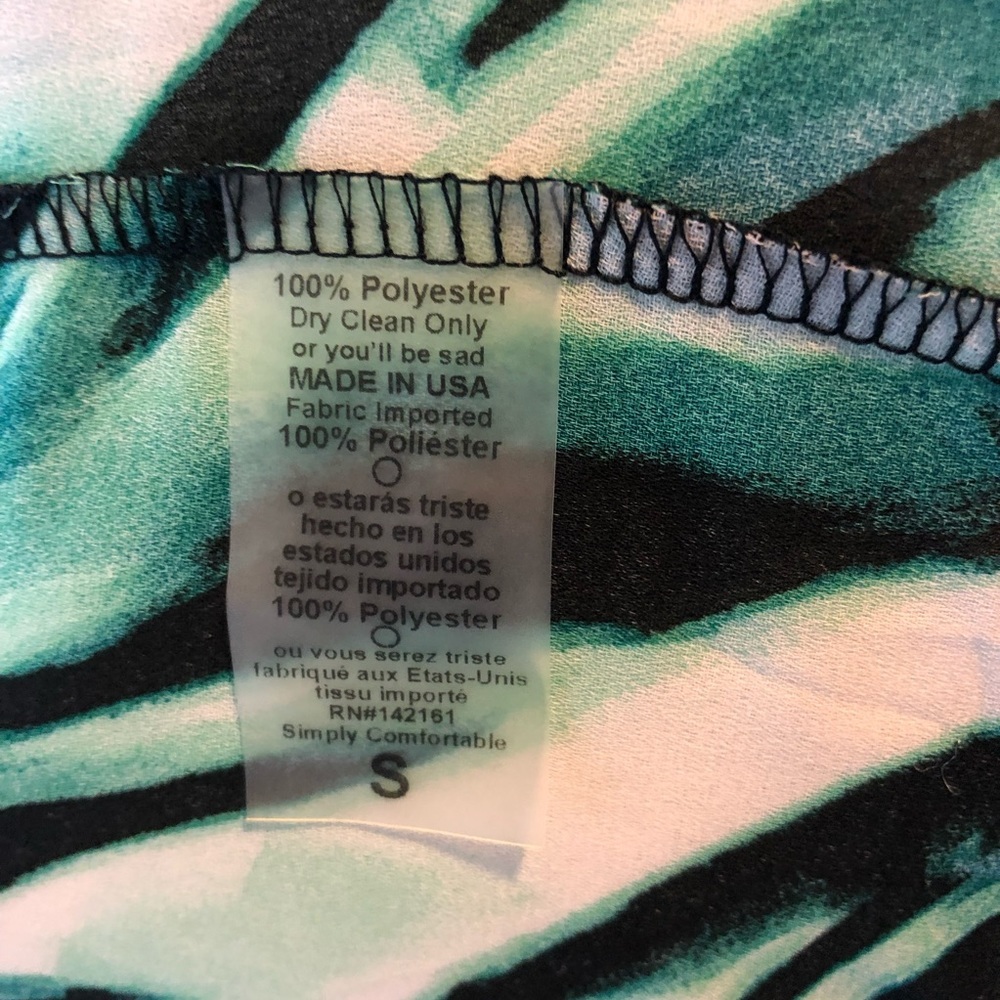 100% Polyester
Dry Clean Only
or you'll be sad
MADE IN USA
Fabric Imported
100% Poliéster
o estarás triste
hecho en los
estados unidos
tejido importado
100% Polyester
ou vous serez triste
fabriqué aux Etats-Unis
tissu importé
RN#142161
Simply Comfortable
S